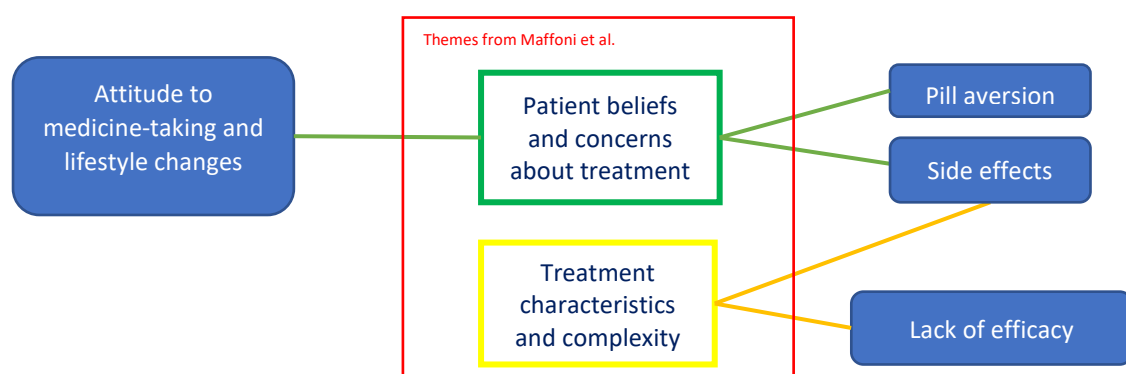 Themes from Maffoni et al.
Attitude to
medicine-taking and
lifestyle changes
Patient beliefs
and concerns
about treatment
Pill aversion
Side effects
Treatment
characteristics
and complexity
Lack of efficacy